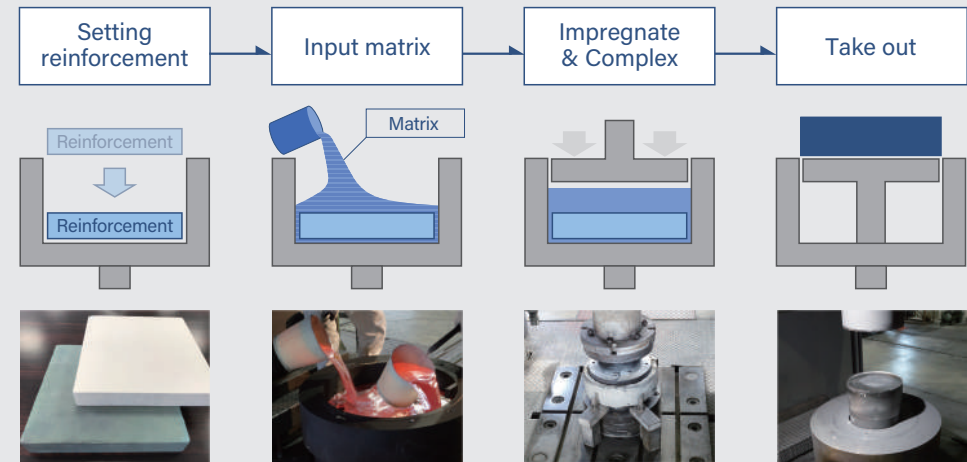 Setting
reinforcement
Input matrix
Impregnate
& Complex
Take out
Reinforcement
Reinforcement
Matrix